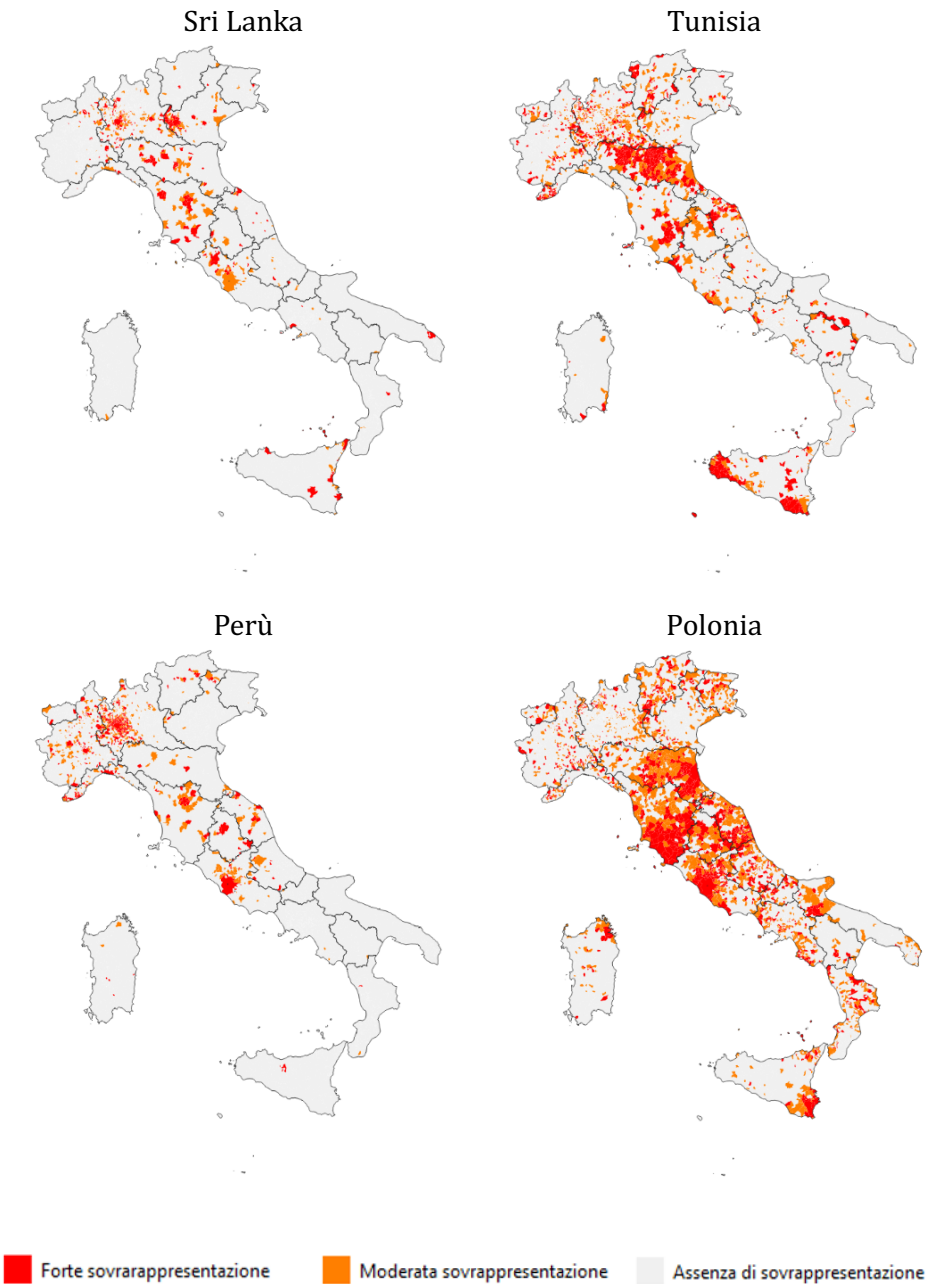 Sri Lanka
Tunisia
Perù
Polonia
Forte sovrarappresentazione
Moderata sovrappresentazione
Assenza di sovrappresentazione